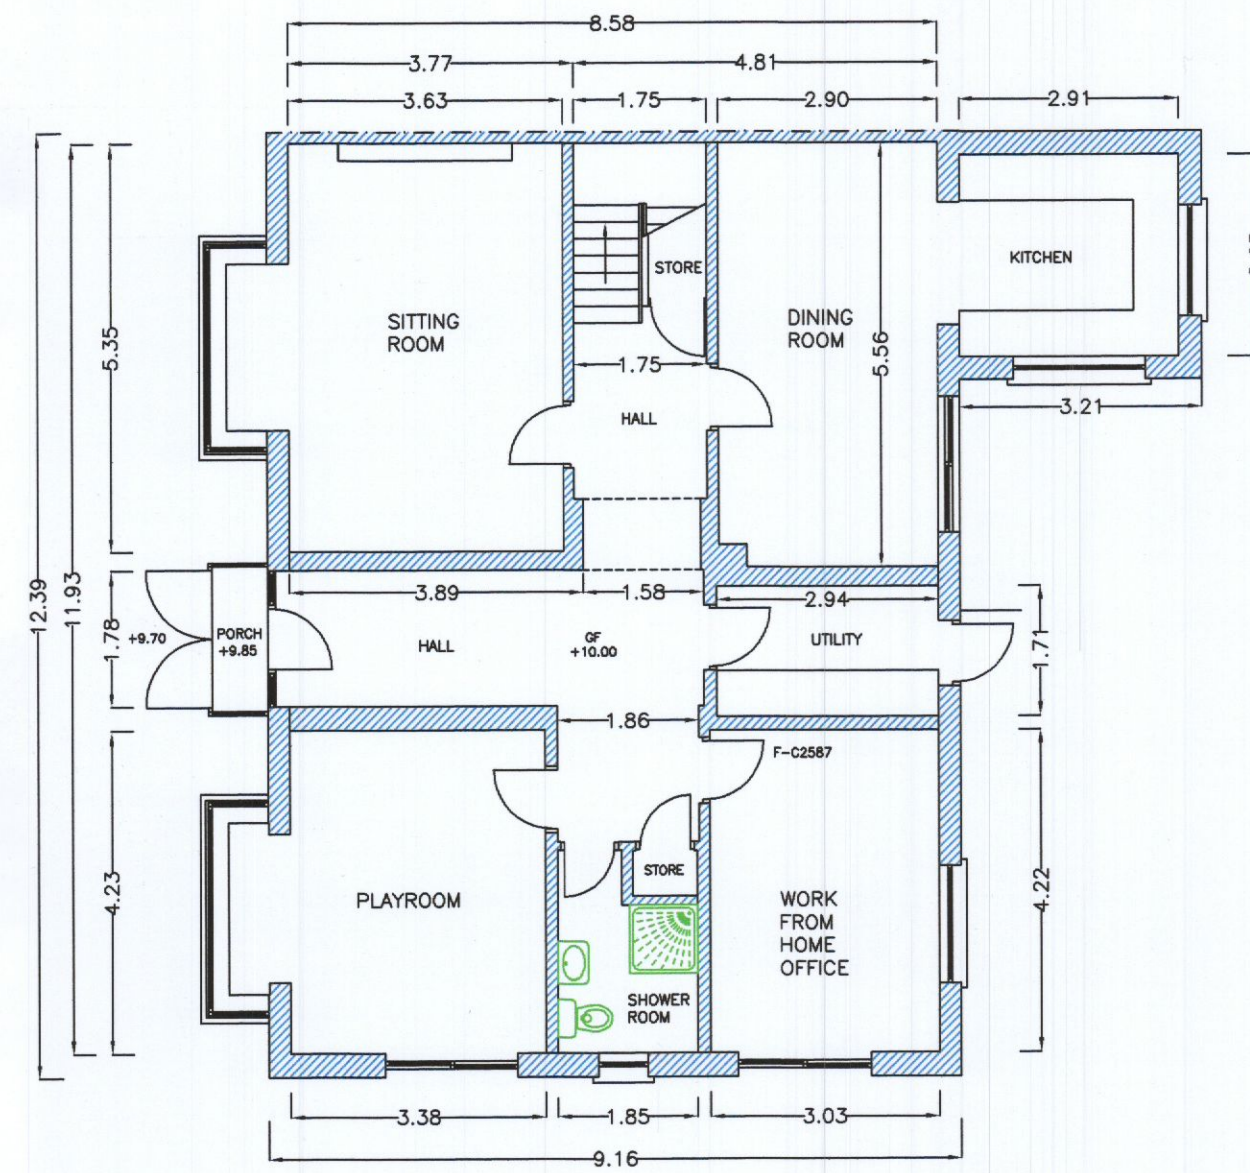 8.58
3.77
4.81
3.63
1.75
2.90
2.91
KITCHEN
STORE
SITTING
ROOM
DINING
ROOM
5.35
5.56
1.75
HALL
3.21
12.39
11.93
3.89
1.58
2.94
1.78
+9.70
PORCH
+9.85
HALL
GF
+10.00
UTILITY
1.71
1.86
F-C2587
4.23
PLAYROOM
STORE
WORK
FROM
HOME
OFFICE
4.22
SHOWER
ROOM
3.38
1.85
3.03
9.16